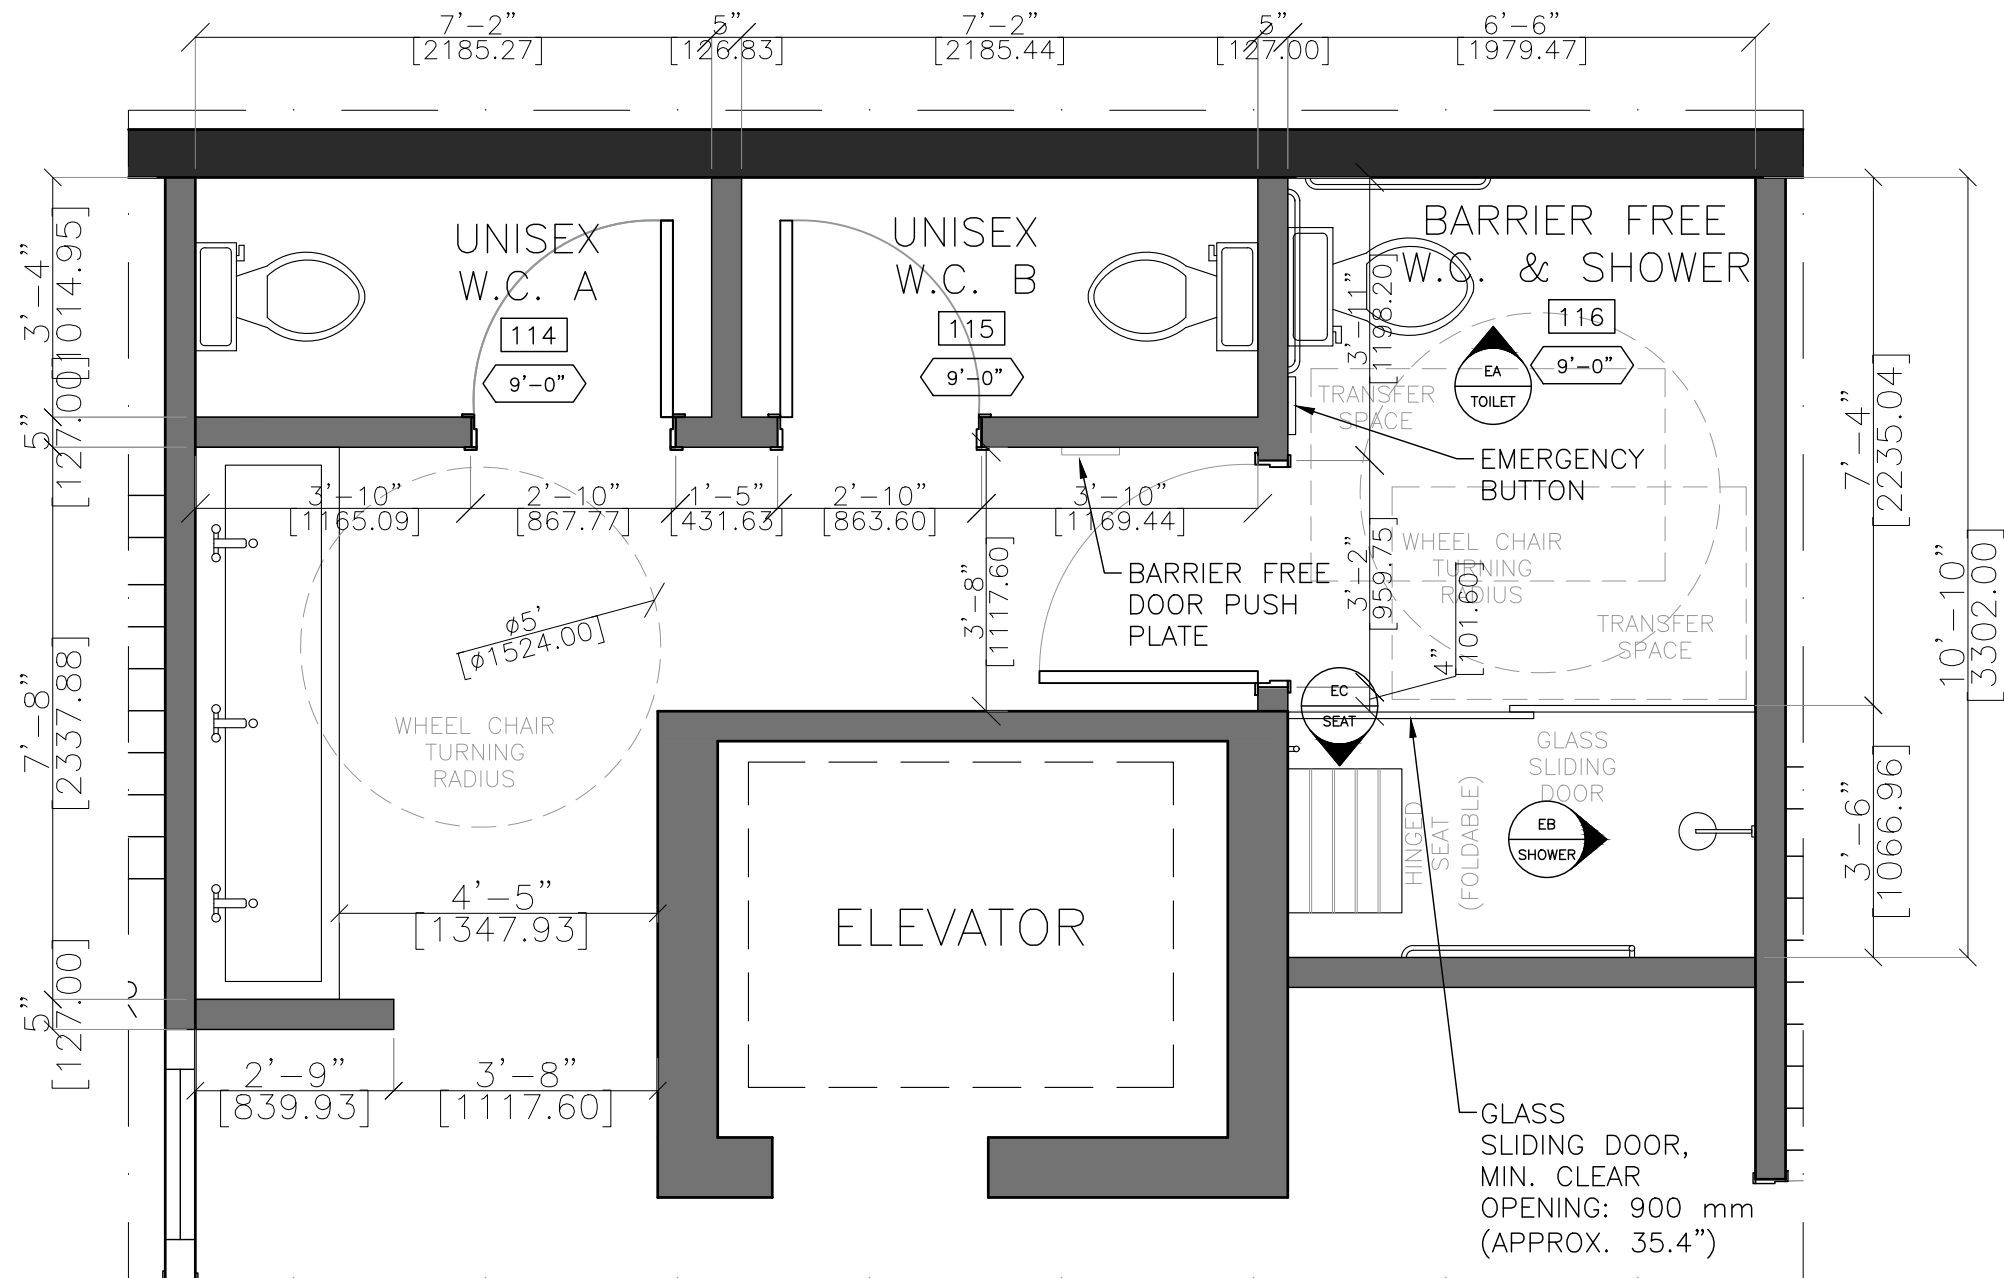 7'-2"
[2185.27]
5"
[126.83]
7'-2"
[2185.44]
5"
[127.00]
6'-6"
[1979.47]
3'-4"
[1014.95]
5"
[127.00]
7'-8"
[2337.88]
5"
[127.00]
UNISEX
W.C. A
114
9'-0"
UNISEX
W.C. B
115
9'-0"
BARRIER FREE
W.C. & SHOWER
116
9'-0"
3'-11"
[1198.20]
EA
TOILET
TRANSFER
SPACE
EMERGENCY
BUTTON
3'-10"
[1165.09]
2'-10"
[867.77]
1'-5"
[431.63]
2'-10"
[863.60]
3'-10"
[1169.44]
3'-8"
[1117.60]
BARRIER FREE
DOOR PUSH
PLATE
3'-2"
[959.75]
WHEEL CHAIR
TURNING
RADIUS
4"
[101.60]
TRANSFER
SPACE
7'-4"
[2235.04]
10'-10"
[3302.00]
3'-6"
[1066.96]
ø5'
[ø1524.00]
WHEEL CHAIR
TURNING
RADIUS
EC
SEAT
GLASS
SLIDING
DOOR
HINGED
SEAT
(FOLDABLE)
EB
SHOWER
4'-5"
[1347.93]
ELEVATOR
2'-9"
[839.93]
3'-8"
[1117.60]
GLASS
SLIDING DOOR,
MIN. CLEAR
OPENING: 900 mm
(APPROX. 35.4")